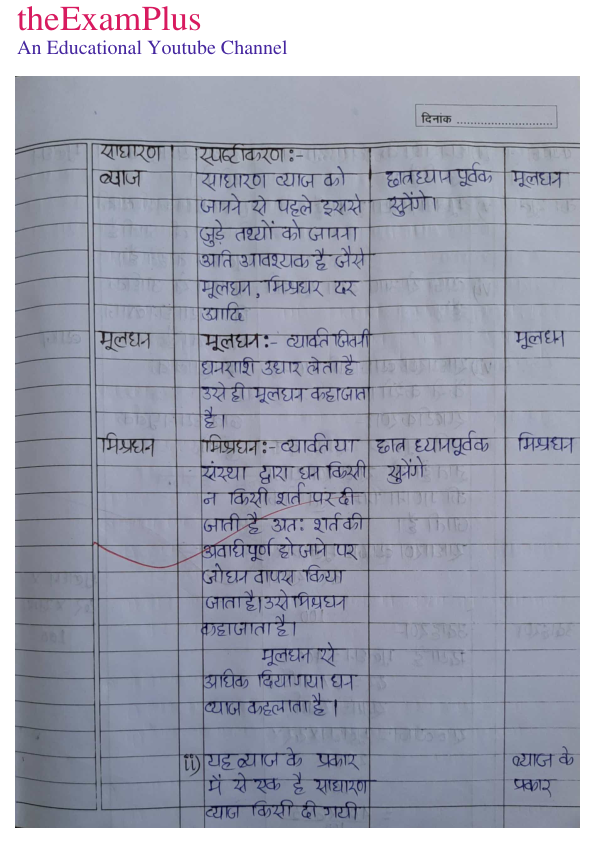 theExamPlus
An Educational Youtube Channel
दिनांक
साधारण स्पष्टीकरण:-
ब्याज साधारण ब्याज को छात्र ध्यानपूर्वक मूलधन
जानने से पहले इससे सुनेंगे।
जुड़े तथ्यों को जानना
अति आवश्यक है जैसे
मूलधन, मिश्रधन दर
आदि
मूलधन मूलधन:- व्यक्ति जितनी मूलधन
धनराशि उधार लेता है
उसे ही मूलधन कहा जाता
है।
मिश्रधन मिश्रधन:- व्यक्ति या छात्र ध्यानपूर्वक मिश्रधन
संस्था द्वारा धन किसी सुनेंगे
न किसी शर्त पर दी
जाती है अत: शर्त की
अवधि पूर्ण हो जाने पर
जो धन वापस किया
जाता है। उसे मिश्रधन
कहा जाता है।
मूलधन से
अधिक दिया गया धन
ब्याज कहलाता है।
ii) यह ब्याज के प्रकार ब्याज के
में से एक है साधारण प्रकार
ब्याज किसी दी गयी